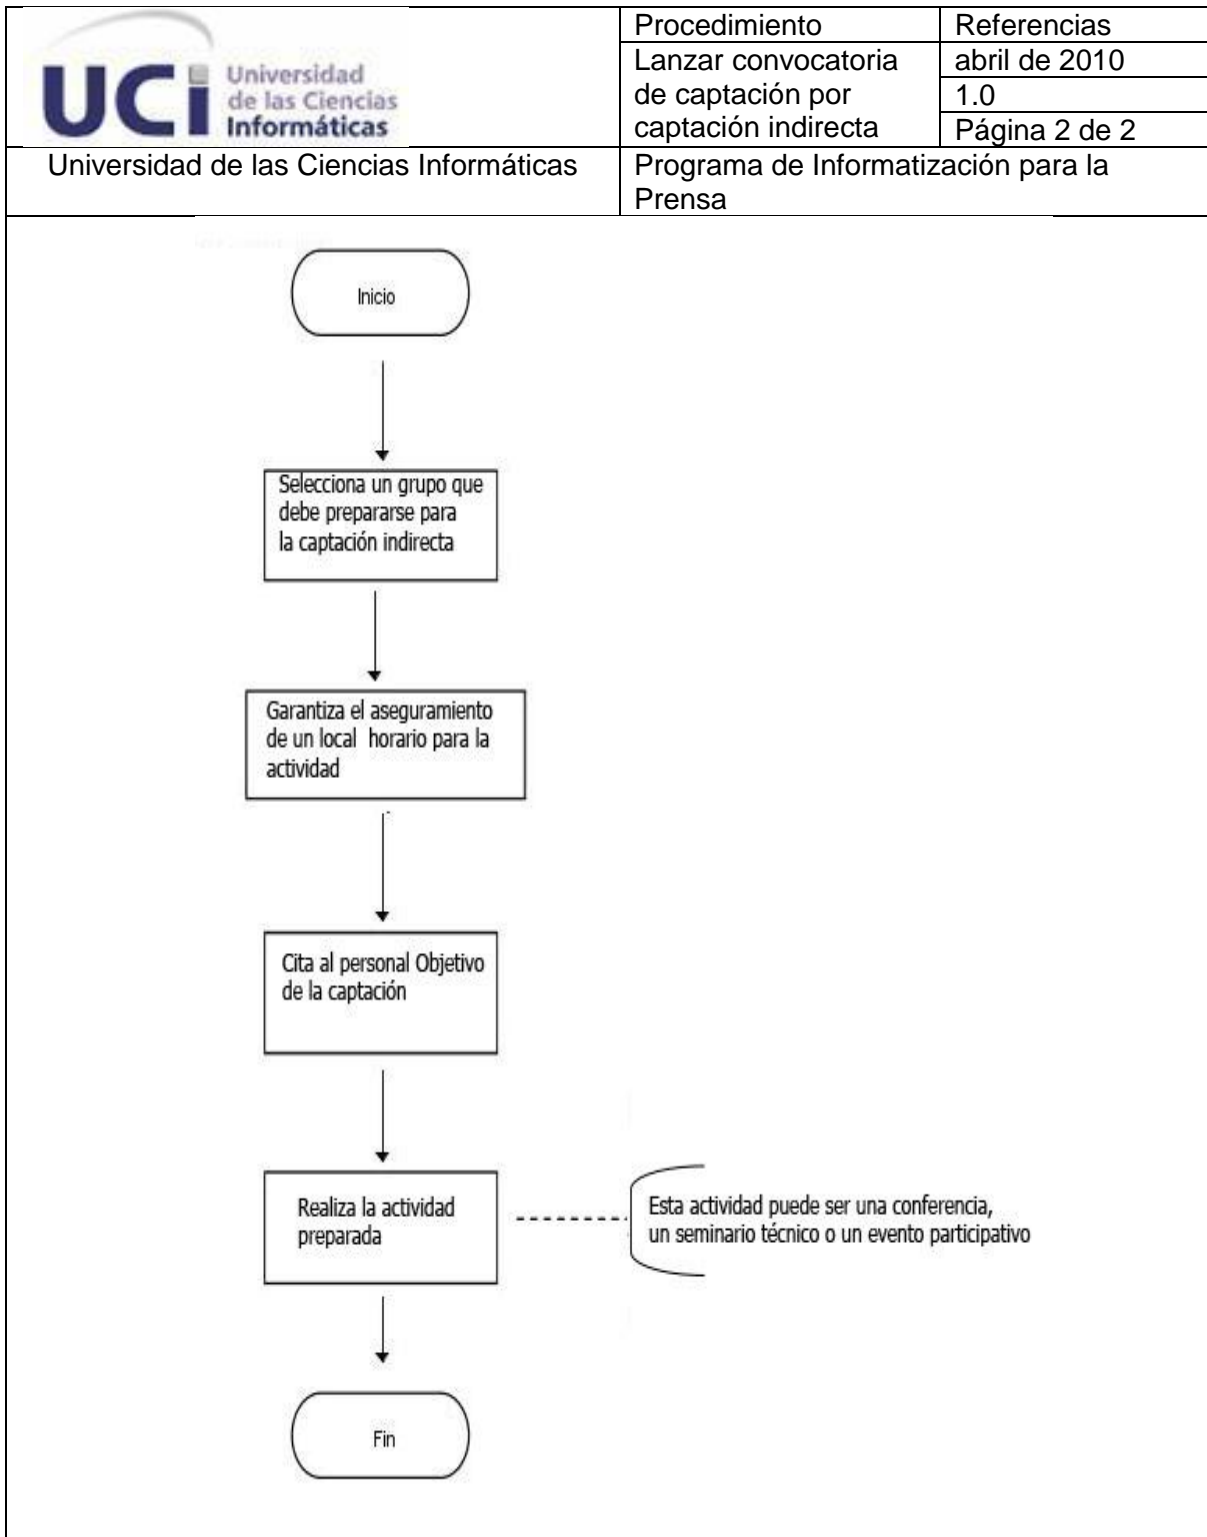 UCi Universidad
de las Ciencias
Informáticas
Procedimiento
Referencias
Lanzar convocatoria
de captación por
captación indirecta
abril de 2010
1.0
Página 2 de 2
Universidad de las Ciencias Informáticas
Programa de Informatización para la
Prensa
Inicio
Selecciona un grupo que
debe prepararse para
la captación indirecta
Garantiza el aseguramiento
de un local horario para la
actividad
Cita al personal Objetivo
de la captación
Realiza la actividad
preparada
Esta actividad puede ser una conferencia,
un seminario técnico o un evento participativo
Fin